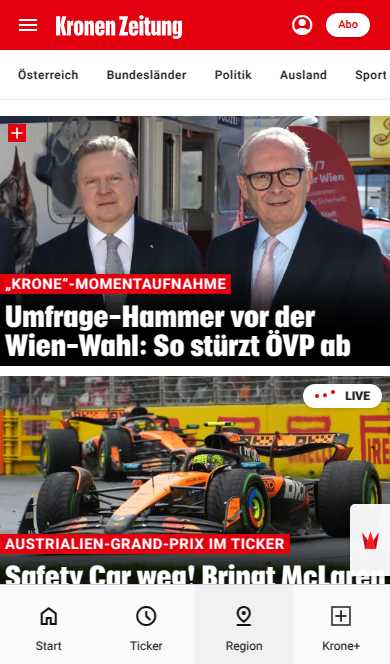 Kronen Zeitung
Abo
Österreich Bundesländer Politik Ausland Sport
„KRONE“-MOMENTAUFNAHME
Umfrage-Hammer vor der
Wien-Wahl: So stürzt ÖVP ab
LIVE
AUSTRALIEN-GRAND-PRIX IM TICKER
Safety Car weg! Bringt McLaren
Start Ticker Region Krone+